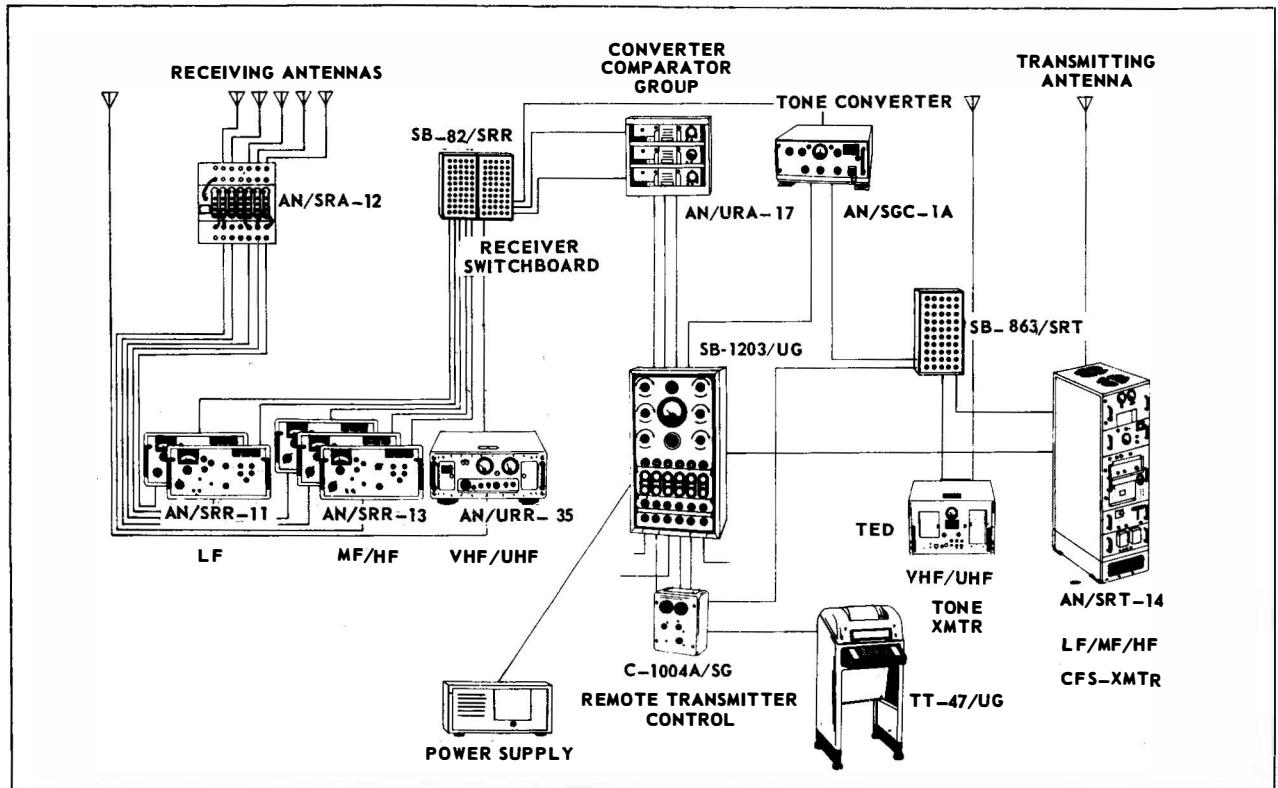 RECEIVING ANTENNAS
CONVERTER
COMPARATOR
GROUP
TRANSMITTING
ANTENNA
TONE CONVERTER
SB-82/SRR
AN/SRA-12
AN/URA-17
AN/SGC-1A
RECEIVER
SWITCHBOARD
SB-863/SRT
SB-1203/UG
AN/SRR-11
AN/SRR-13
AN/URR-35
LF
MF/HF
VHF/UHF
TED
VHF/UHF
TONE
XMTR
AN/SRT-14
LF/MF/HF
CFS-XMTR
C-1004A/SG
REMOTE TRANSMITTER
CONTROL
TT-47/UG
POWER SUPPLY